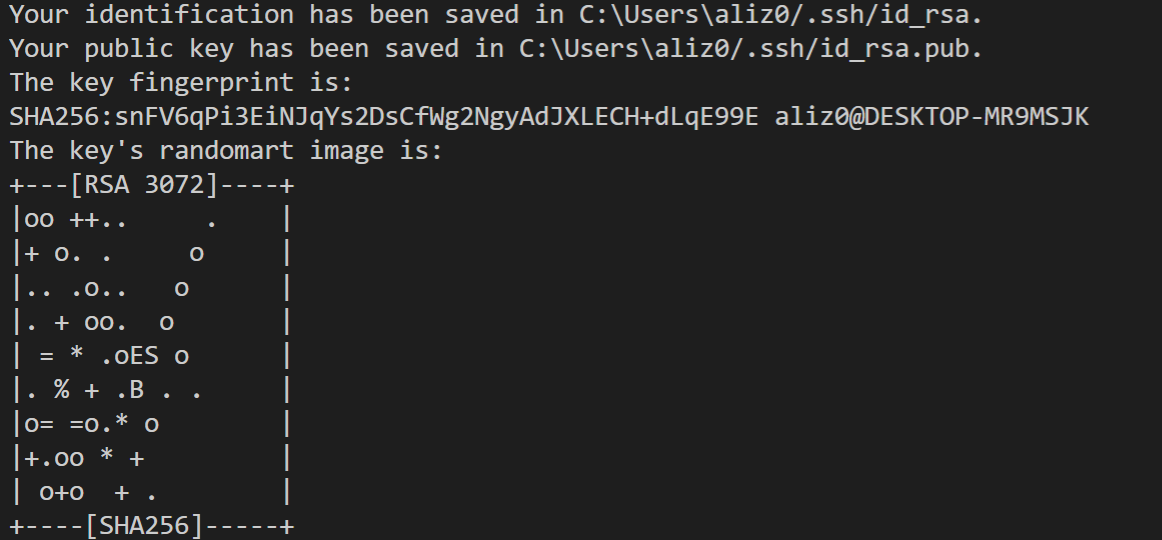 Your identification has been saved in C:\Users\aliz0/.ssh/id_rsa.
Your public key has been saved in C:\Users\aliz0/.ssh/id_rsa.pub.
The key fingerprint is:
SHA256:snFV6qPi3EiNJqYs2DsCfWg2NgyAdJXLECH+dLqE99E aliz0@DESKTOP-MR9MSJK
The key's randomart image is:
+---[RSA 3072]----+
|oo ++..     .    |
|+ o. .     o     |
|.. .o..   o      |
|. + oo.  o       |
| = * .oES o      |
|. % + .B . .     |
|o= =o.* o        |
|+.oo * +         |
| o+o  + .        |
+----[SHA256]-----+